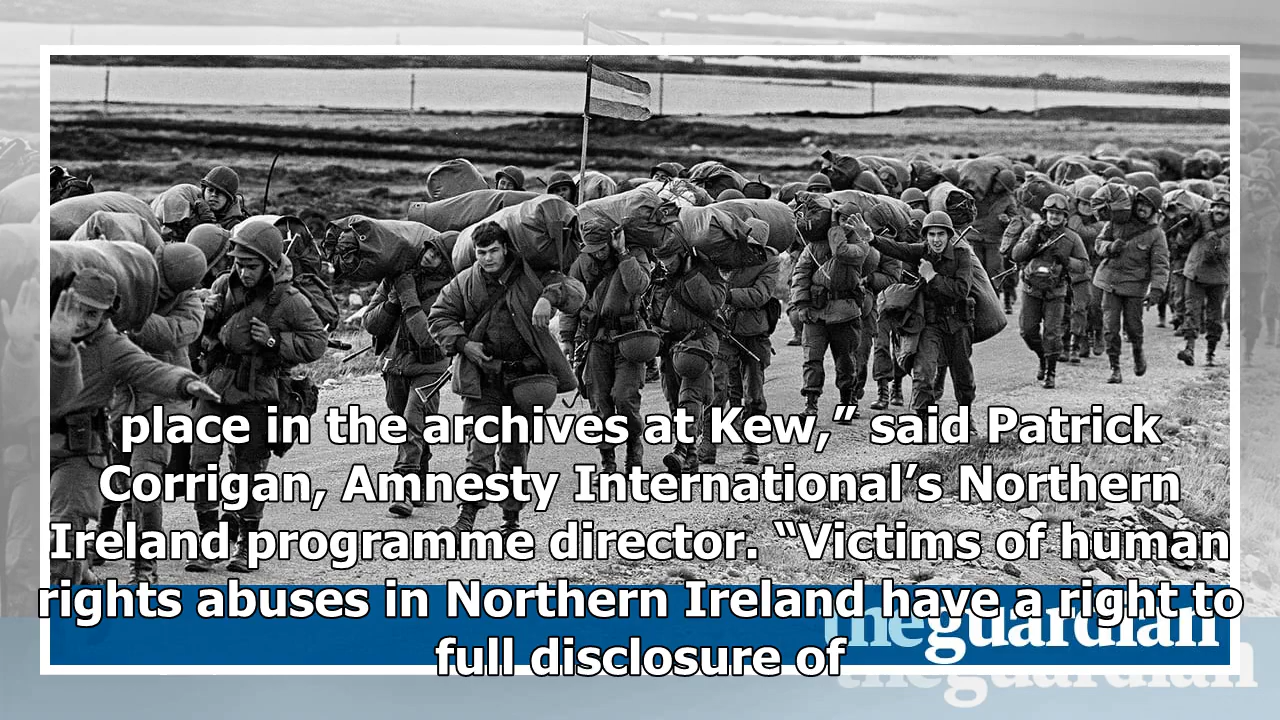 place in the archives at Kew,” said Patrick
Corrigan, Amnesty International’s Northern
Ireland programme director. “Victims of human
rights abuses in Northern Ireland have a right to
full disclosure of
theguardian
theguardian